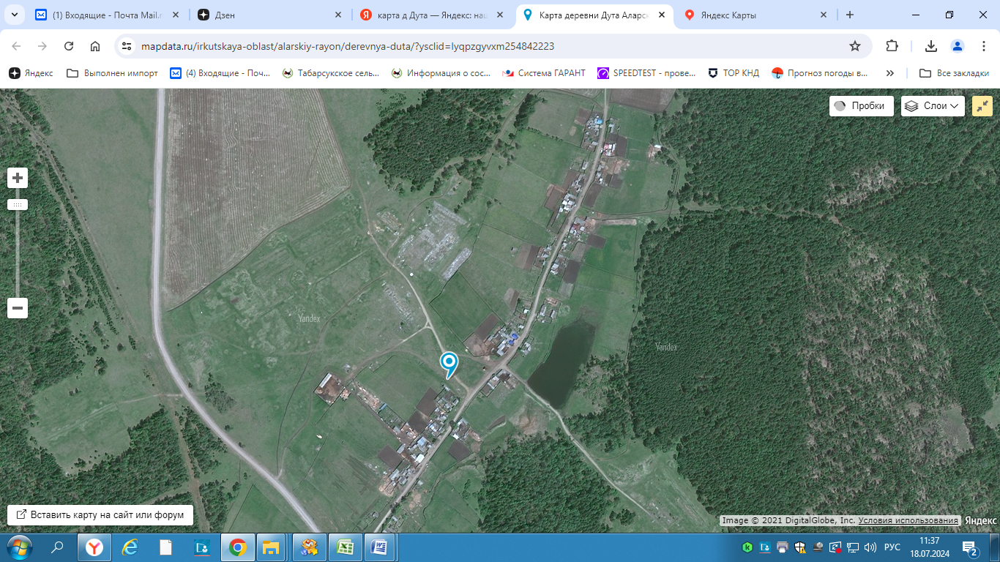 (1) Входящие - Почта Mail.r
Дзен
карта д Дута — Яндекс: наш
Карта деревни Дута Аларск
Яндекс Карты
mapdata.ru/irkutskaya-oblast/alarskiy-rayon/derevnya-duta/?ysclid=lyqpzgyvxm254842223
Яндекс
Выполнен импорт
(4) Входящие - Поч...
Табарсукское сель...
Информация о сос...
Система ГАРАНТ
SPEEDTEST - прове...
ТОР КНД
Прогноз погоды в...
Все закладки
Пробки
Слои
Yandex
Yandex
Вставить карту на сайт или форум
Image © 2021 DigitalGlobe, Inc. Условия использования Яндекс
РУС
11:37
18.07.2024
2